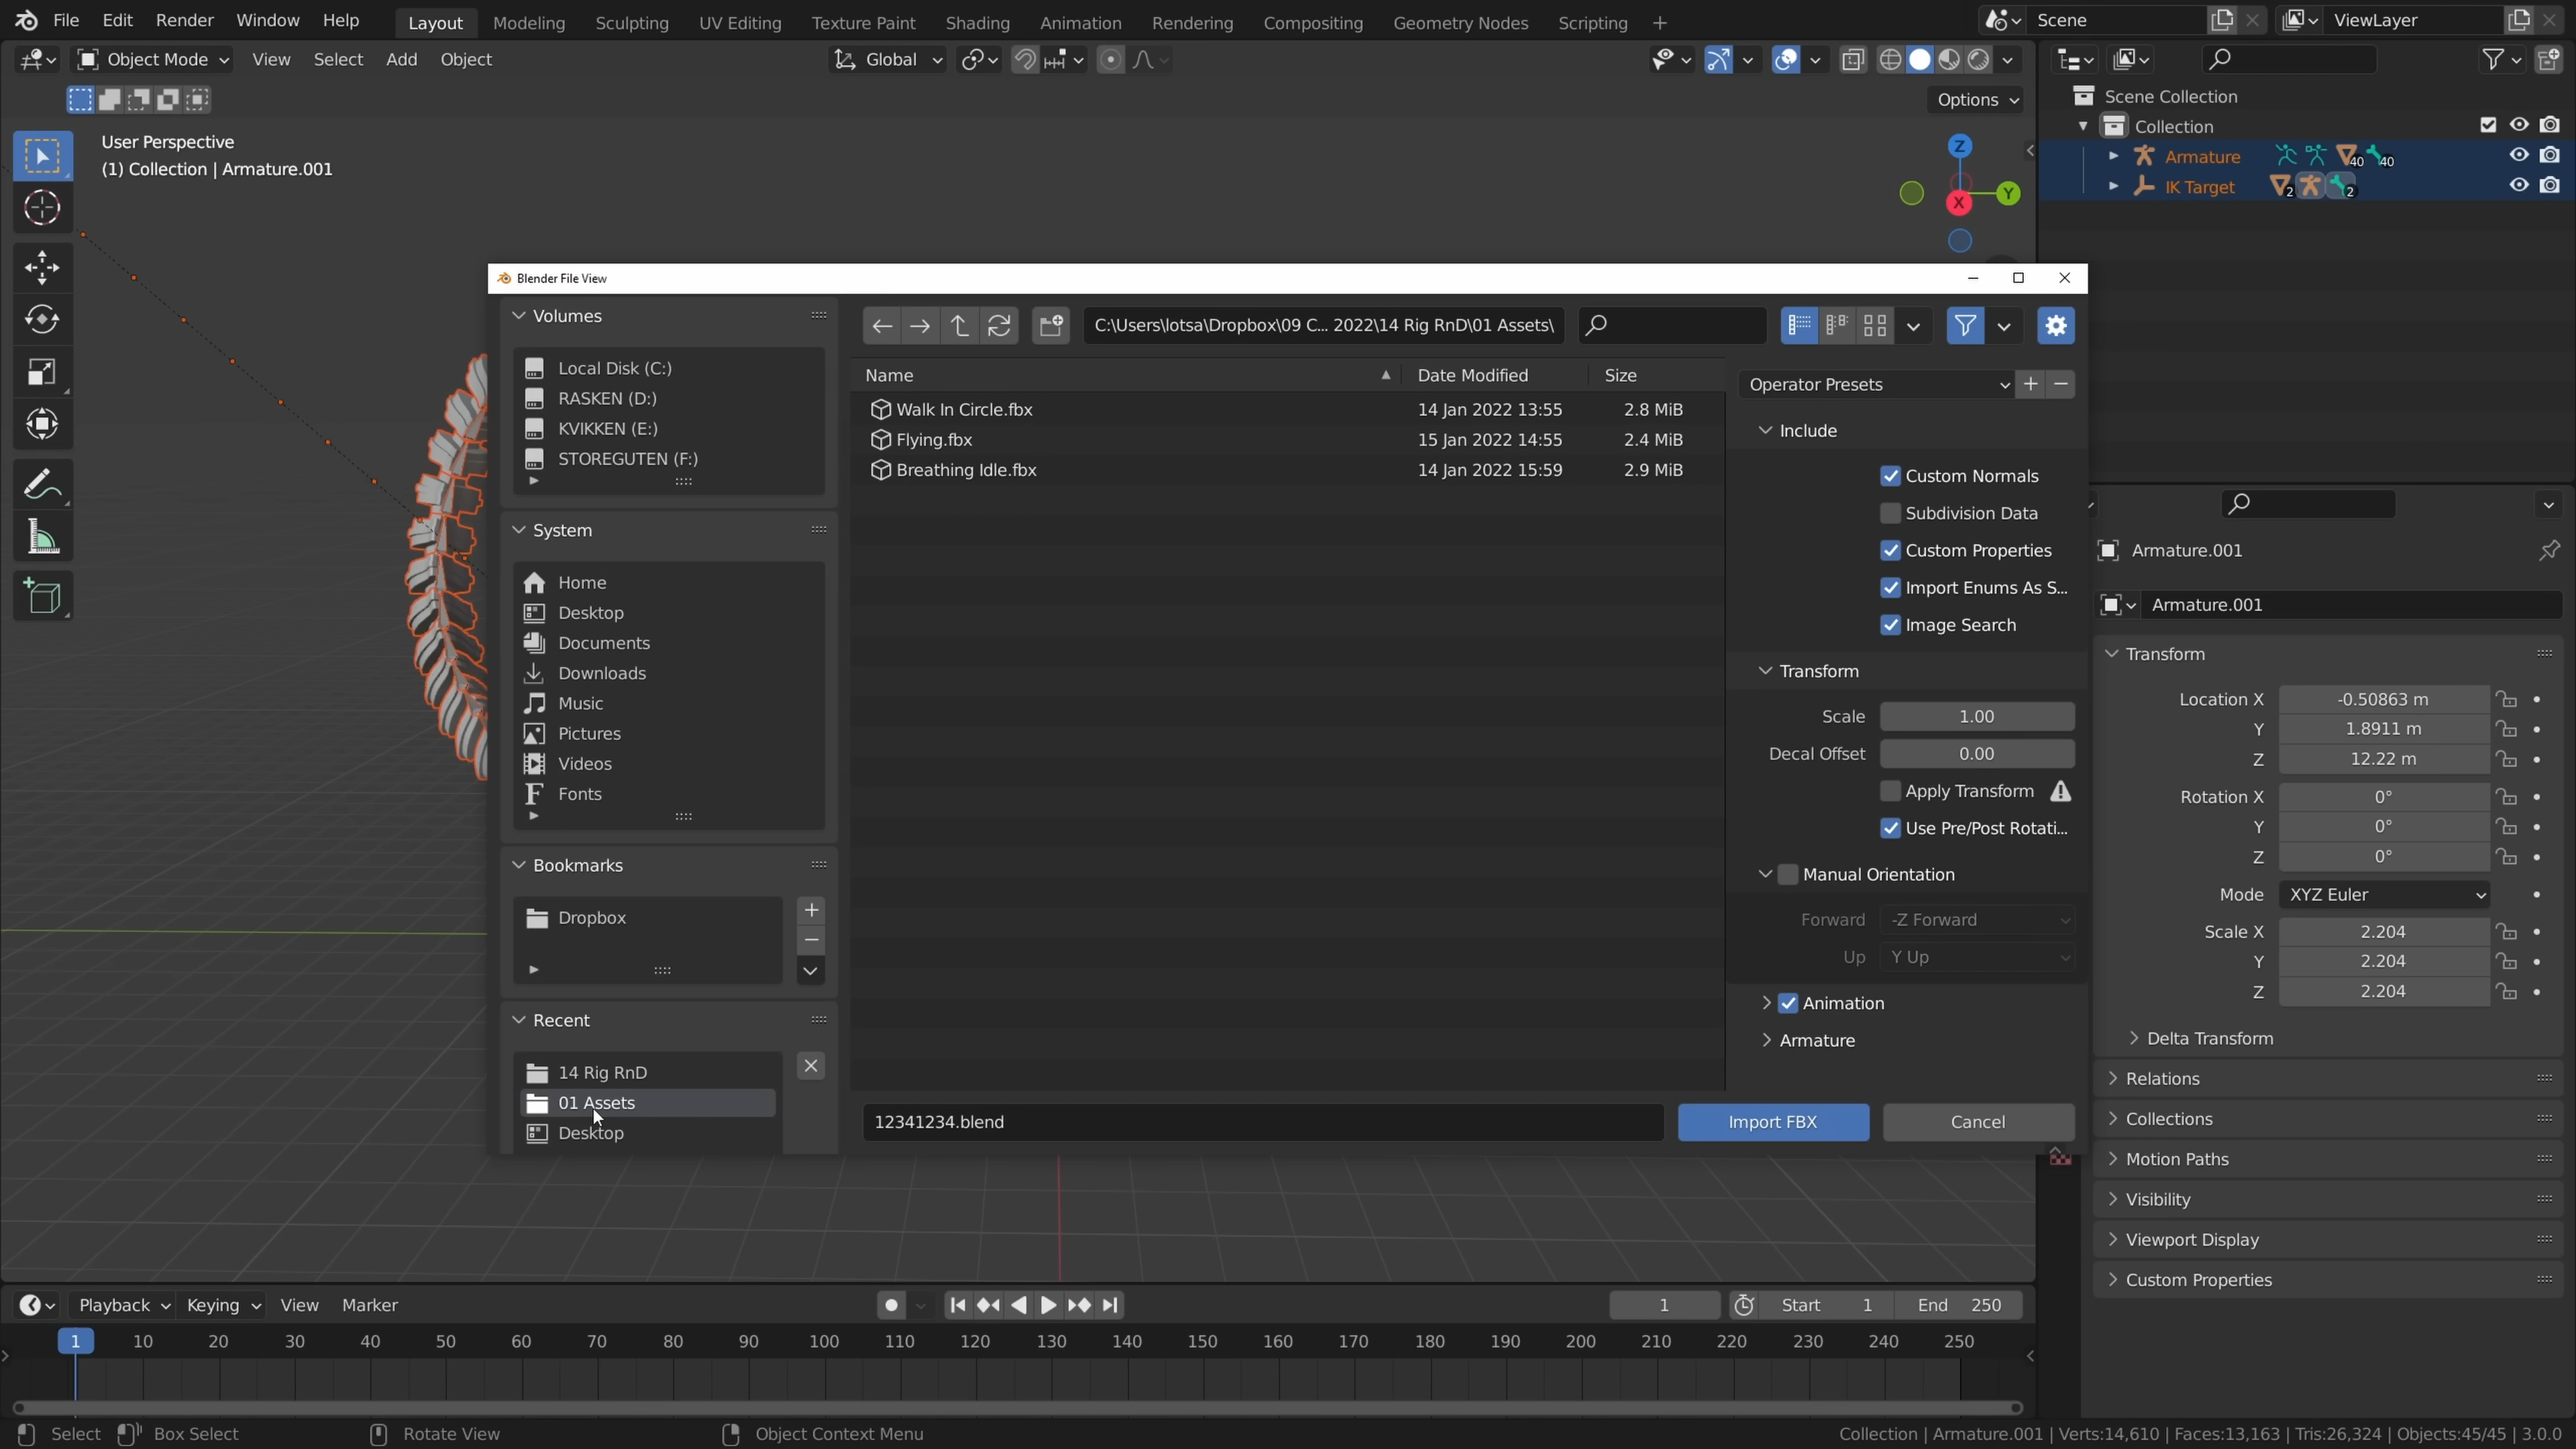 File Edit Render Window Help Layout Modeling Sculpting UV Editing Texture Paint Shading Animation Rendering Compositing Geometry Nodes Scripting + Scene ViewLayer
Object Mode View Select Add Object Global
Options
User Perspective
(1) Collection | Armature.001
Z
Y
X
Scene Collection
Collection
Armature 40 40
IK Target 2 2
Blender File View
Volumes
Local Disk (C:)
RASKEN (D:)
KVIKKEN (E:)
STOREGUTEN (F:)
System
Home
Desktop
Documents
Downloads
Music
Pictures
Videos
Fonts
Bookmarks
Dropbox
Recent
14 Rig RnD
01 Assets
Desktop
C:\Users\lotsa\Dropbox\09 C... 2022\14 Rig RnD\01 Assets\
Name Date Modified Size
Walk In Circle.fbx 14 Jan 2022 13:55 2.8 MiB
Flying.fbx 15 Jan 2022 14:55 2.4 MiB
Breathing Idle.fbx 14 Jan 2022 15:59 2.9 MiB
12341234.blend Import FBX Cancel
Operator Presets
Include
Custom Normals
Subdivision Data
Custom Properties
Import Enums As S...
Image Search
Transform
Scale 1.00
Decal Offset 0.00
Apply Transform
Use Pre/Post Rotati...
Manual Orientation
Forward -Z Forward
Up Y Up
Animation
Armature
Armature.001
Armature.001
Transform
Location X -0.50863 m
Y 1.8911 m
Z 12.22 m
Rotation X 0°
Y 0°
Z 0°
Mode XYZ Euler
Scale X 2.204
Y 2.204
Z 2.204
Delta Transform
Relations
Collections
Motion Paths
Visibility
Viewport Display
Custom Properties
Playback Keying View Marker 1 Start 1 End 250
1 10 20 30 40 50 60 70 80 90 100 110 120 130 140 150 160 170 180 190 200 210 220 230 240 250
Select Box Select Rotate View Object Context Menu Collection | Armature.001 | Verts:14,610 | Faces:13,163 | Tris:26,324 | Objects:45/45 | 3.0.0